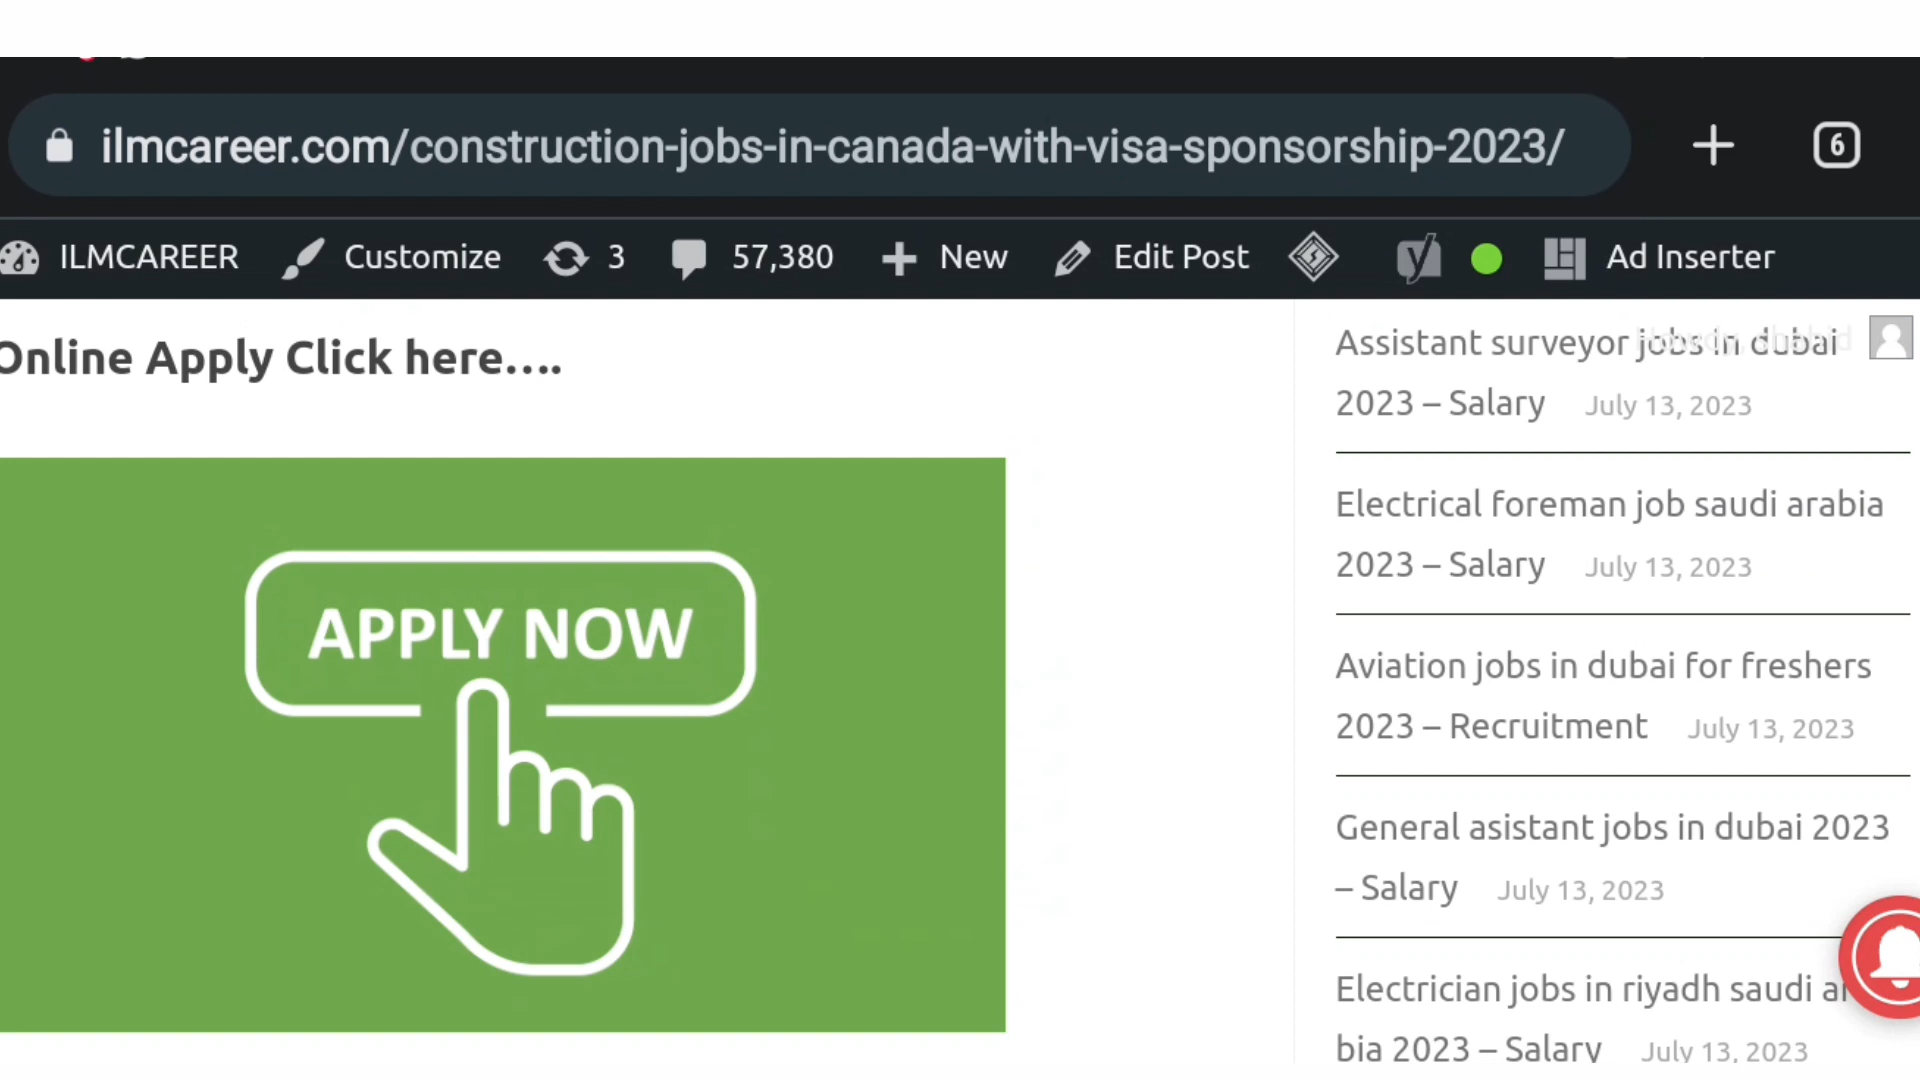 ilmcareer.com/construction-jobs-in-canada-with-visa-sponsorship-2023/
6
ILMCAREER Customize 3 57,380 New Edit Post Ad Inserter
Online Apply Click here....
APPLY NOW
Assistant surveyor jobs in dubai
2023 – Salary July 13, 2023
Electrical foreman job saudi arabia
2023 – Salary July 13, 2023
Aviation jobs in dubai for freshers
2023 – Recruitment July 13, 2023
General asistant jobs in dubai 2023
– Salary July 13, 2023
Electrician jobs in riyadh saudi
bia 2023 – Salary July 13, 2023